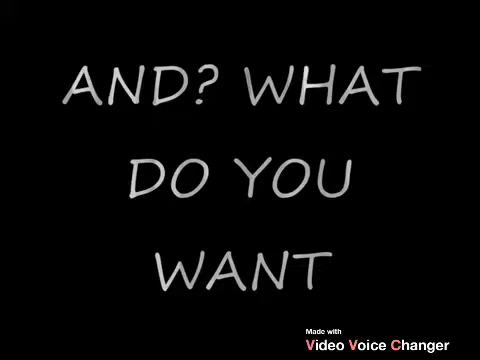 AND? WHAT
DO YOU
WANT
Made with
Video Voice Changer